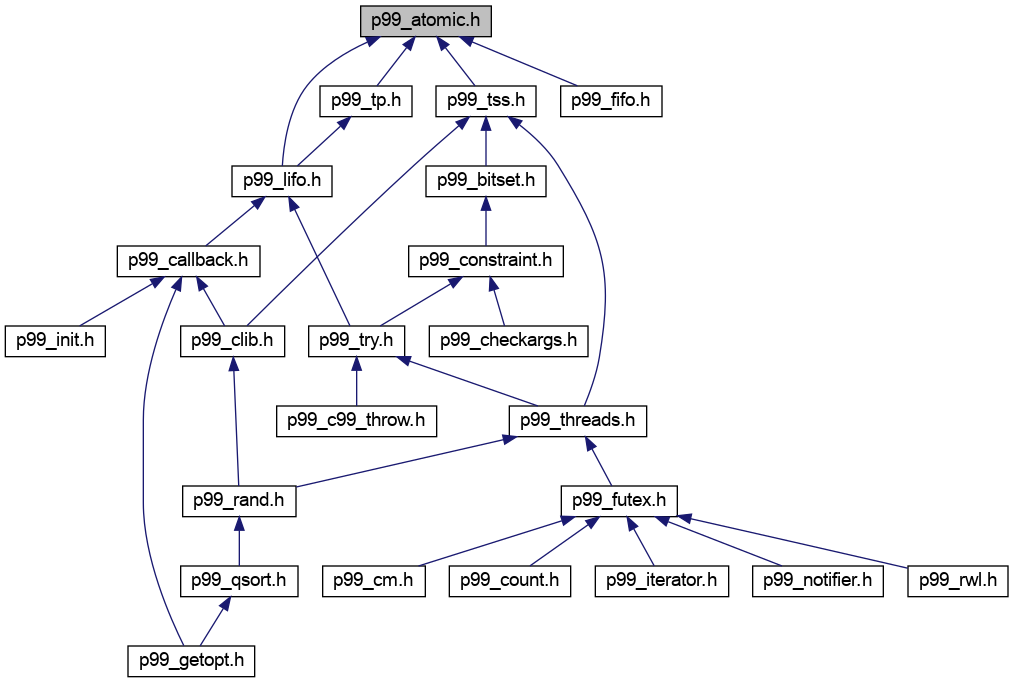 p99_atomic.h
p99_tp.h
p99_tss.h
p99_fifo.h
p99_lifo.h
p99_bitset.h
p99_callback.h
p99_constraint.h
p99_init.h
p99_clib.h
p99_try.h
p99_checkargs.h
p99_c99_throw.h
p99_threads.h
p99_rand.h
p99_futex.h
p99_qsort.h
p99_cm.h
p99_count.h
p99_iterator.h
p99_notifier.h
p99_rwl.h
p99_getopt.h